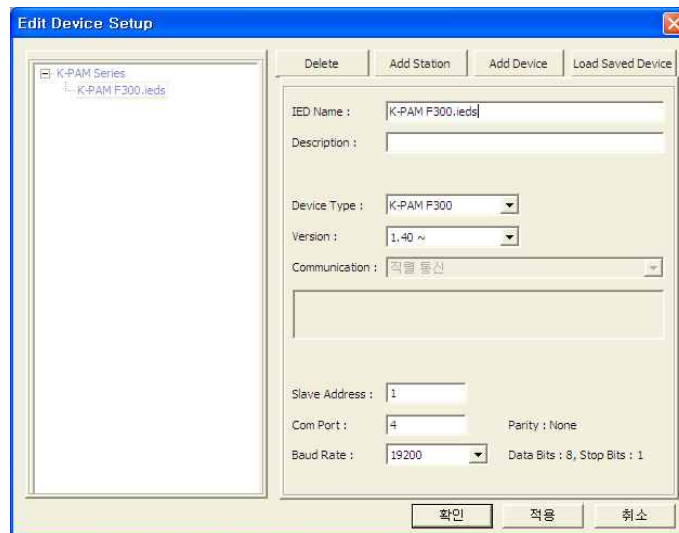 Edit Device Setup
K-PAM Series
K-PAM F300.ieds
Delete
Add Station
Add Device
Load Saved Device
IED Name : K-PAM F300.ieds
Description :
Device Type : K-PAM F300
Version : 1.40 ~
Communication : 직렬 통신
Slave Address : 1
Com Port : 4 Parity : None
Baud Rate : 19200 Data Bits : 8, Stop Bits : 1
확인
적용
취소